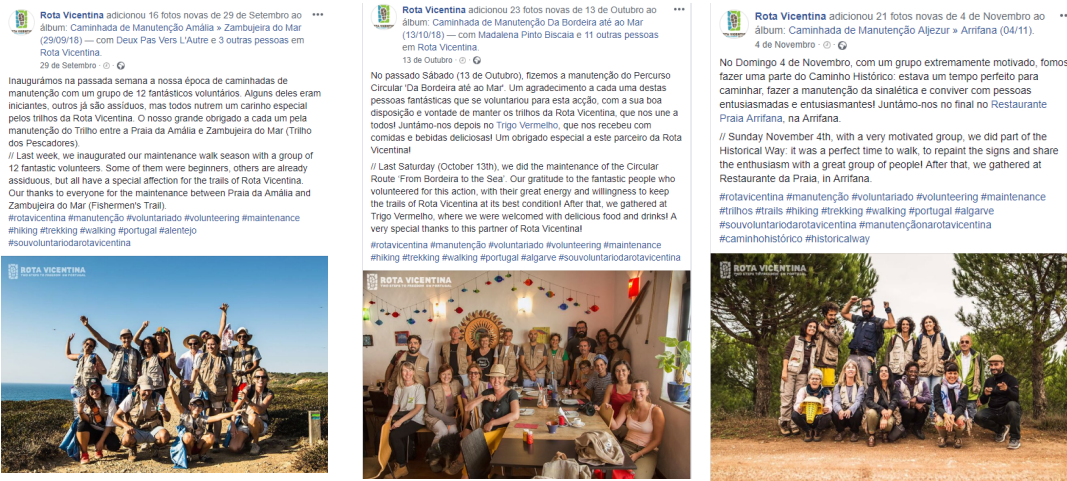 Rota Vicentina adicionou 16 fotos novas de 29 de Setembro ao
álbum: Caminhada de Manutenção Amália » Zambujeira do Mar
(29/09/18) — com Deux Pas Vers L'Autre e 3 outras pessoas em
Rota Vicentina.
29 de Setembro
Inaugurámos na passada semana a nossa época de caminhadas de
manutenção com um grupo de 12 fantásticos voluntários. Alguns deles eram
iniciantes, outros já são assíduos, mas todos nutrem um carinho especial
pelos trilhos da Rota Vicentina. O nosso grande obrigado a cada um pela
manutenção do Trilho entre a Praia da Amália e Zambujeira do Mar (Trilho
dos Pescadores).
// Last week, we inaugurated our maintenance walk season with a group of
12 fantastic volunteers. Some of them were beginners, others are already
assiduous, but all have a special affection for the trails of Rota Vicentina.
Our thanks to everyone for the maintenance between Praia da Amália and
Zambujeira do Mar (Fishermen's Trail).
#rotavicentina #manutenção #voluntariado #volunteering #maintenance
#hiking #trekking #walking #portugal #alentejo
#souvoluntariodarotavicentina
ROTA VICENTINA
Rota Vicentina adicionou 23 fotos novas de 13 de Outubro ao
álbum: Caminhada de Manutenção Da Bordeira até ao Mar
(13/10/18) — com Madalena Pinto Biscaia e 11 outras pessoas
em Rota Vicentina.
13 de Outubro
No passado Sábado (13 de Outubro), fizemos a manutenção do Percurso
Circular 'Da Bordeira até ao Mar'. Um agradecimento a cada uma destas
pessoas fantásticas que se voluntariou para esta acção, com a sua boa
disposição e vontade de manter os trilhos da Rota Vicentina, que nos une a
todos! Juntámo-nos depois no Trigo Vermelho, que nos recebeu com
comidas e bebidas deliciosas! Um obrigado especial a este parceiro da Rota
Vicentina!
// Last Saturday (October 13th), we did the maintenance of the Circular
Route 'From Bordeira to the Sea'. Our gratitude to the fantastic people who
volunteered for this action, with their great energy and willingness to keep
the trails of Rota Vicentina at its best condition! After that, we gathered at
Trigo Vermelho, where we were welcomed with delicious food and drinks! A
very special thanks to this partner of Rota Vicentina!
#rotavicentina #manutenção #voluntariado #volunteering #maintenance
#hiking #trekking #walking #portugal #algarve #souvoluntariodarotavicentina
ROTA VICENTINA
Rota Vicentina adicionou 21 fotos novas de 4 de Novembro ao
álbum: Caminhada de Manutenção Aljezur » Arrifana (04/11).
4 de Novembro
No Domingo 4 de Novembro, com um grupo extremamente motivado, fomos
fazer uma parte do Caminho Histórico: estava um tempo perfeito para
caminhar, fazer a manutenção da sinalética e conviver com pessoas
entusiasmadas e entusiasmantes! Juntámo-nos no final no Restaurante
Praia Arrifana, na Arrifana.
// Sunday November 4th, with a very motivated group, we did part of the
Historical Way: it was a perfect time to walk, to repaint the signs and share
the enthusiasm with a great group of people! After that, we gathered at
Restaurante da Praia, in Arrifana.
#rotavicentina #manutenção #voluntariado #volunteering #maintenance
#trilhos #trails #hiking #trekking #walking #portugal #algarve
#souvoluntariodarotavicentina #manutençãonarotavicentina
#caminhohistórico #historicalway
ROTA VICENTINA